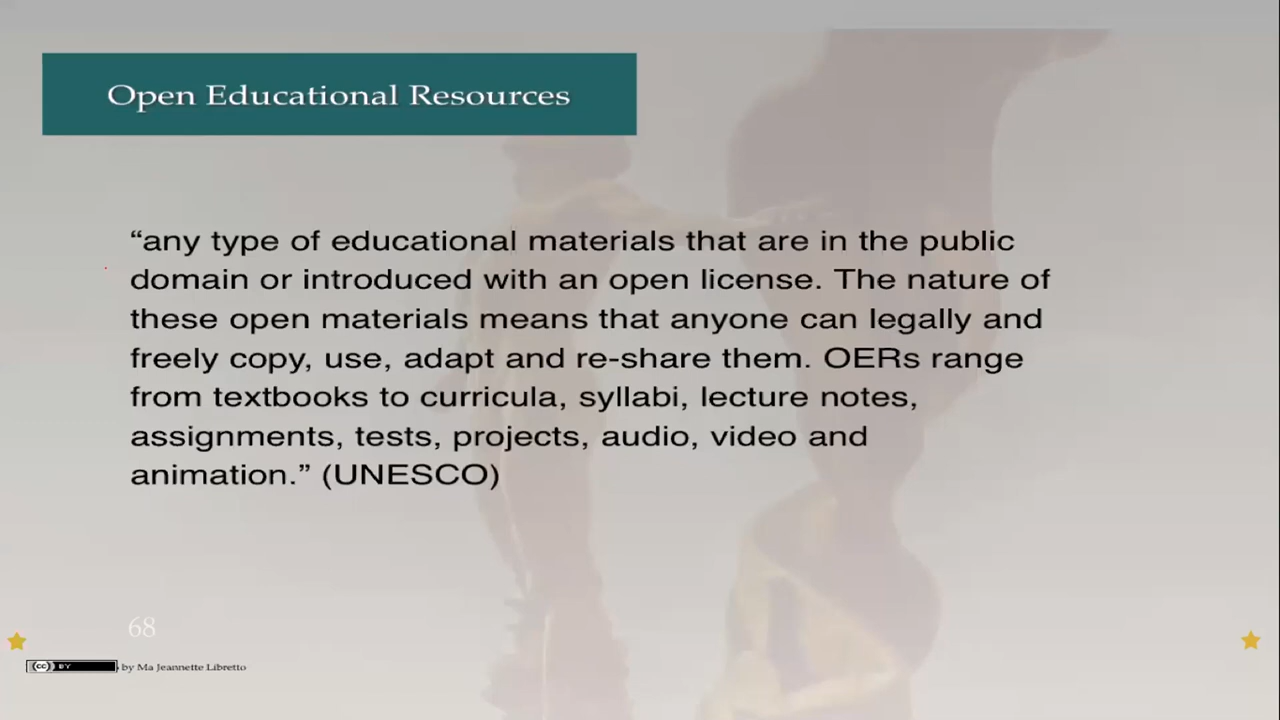 Open Educational Resources
“any type of educational materials that are in the public
domain or introduced with an open license. The nature of
these open materials means that anyone can legally and
freely copy, use, adapt and re-share them. OERs range
from textbooks to curricula, syllabi, lecture notes,
assignments, tests, projects, audio, video and
animation.” (UNESCO)
68
(cc) BY by Ma Jeannette Libretto